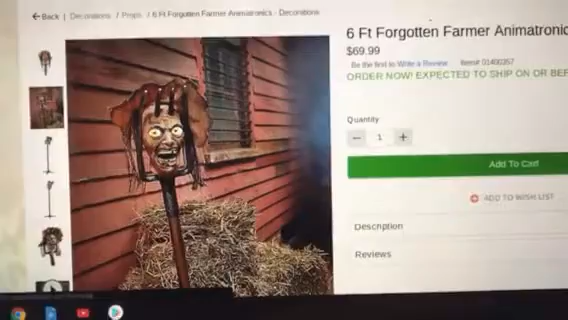 Back | Decorations / Props / 6 Ft Forgotten Farmer Animatronics - Decorations
6 Ft Forgotten Farmer Animatronic
$69.99
Be the first to Write a Review Item# 01400357
ORDER NOW! EXPECTED TO SHIP ON OR BEF
Quantity
− 1 +
Add To Cart
ADD TO WISH LIST
Description
Reviews